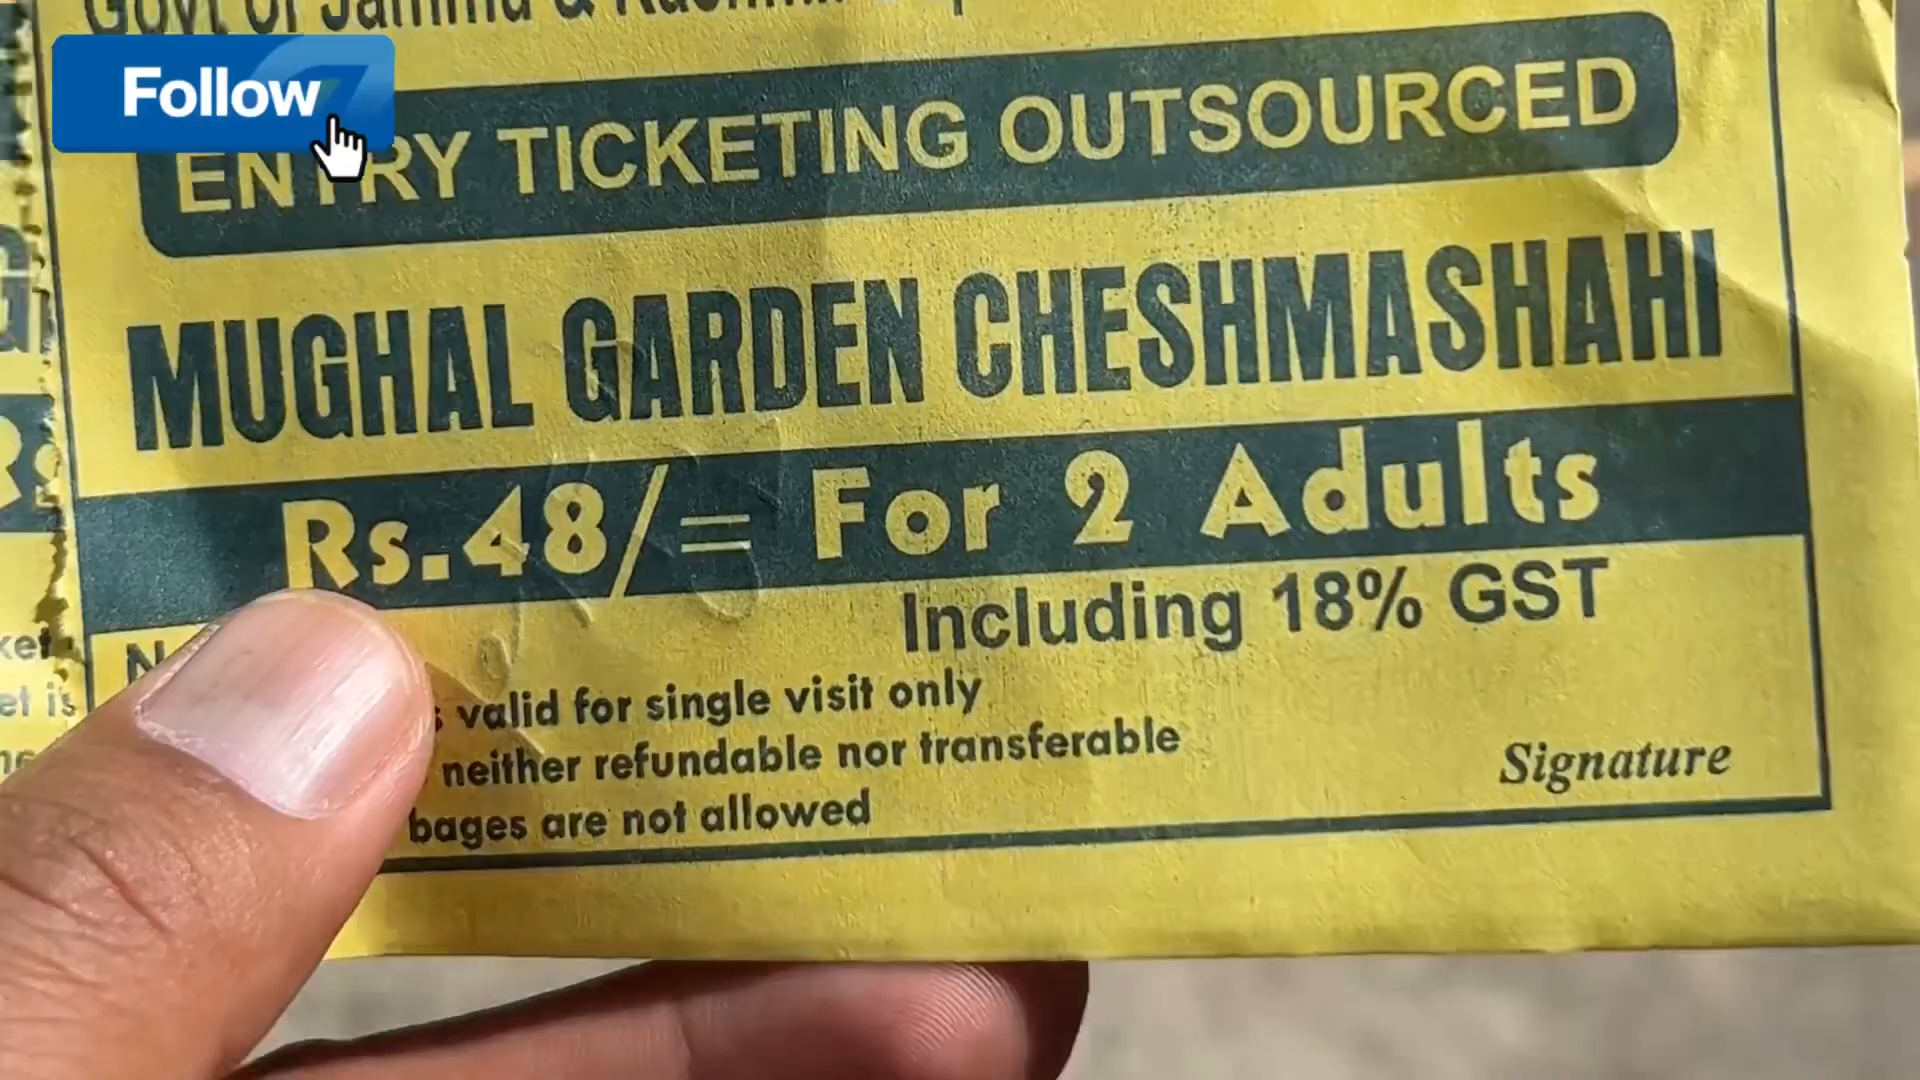 Govt of Jammu & Kashmir
Follow
ENTRY TICKETING OUTSOURCED
MUGHAL GARDEN CHESHMASHAHI
Rs.48/= For 2 Adults
Including 18% GST
valid for single visit only
neither refundable nor transferable
bages are not allowed
Signature